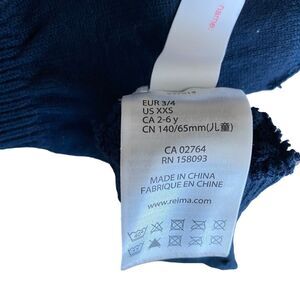 name:
EUR 3/4
US XXS
CA 2-6 y
CN 140/65mm(儿童)
CA 02764
RN 158093
MADE IN CHINA
FABRIQUE EN CHINE
www.reima.com